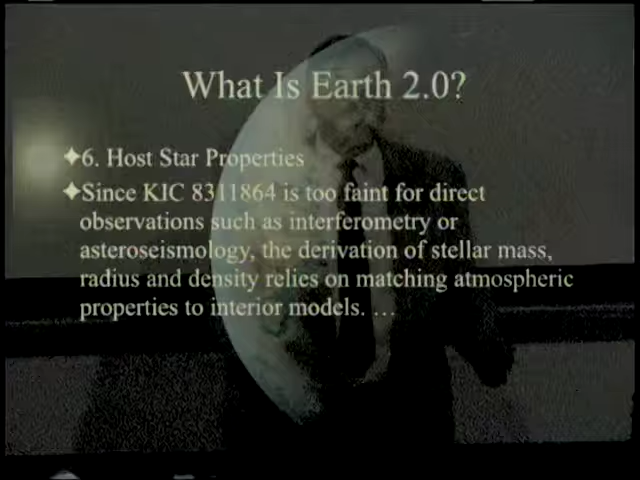 What Is Earth 2.0?
✦6. Host Star Properties
✦Since KIC 8311864 is too faint for direct
observations such as interferometry or
asteroseismology, the derivation of stellar mass,
radius and density relies on matching atmospheric
properties to interior models. …